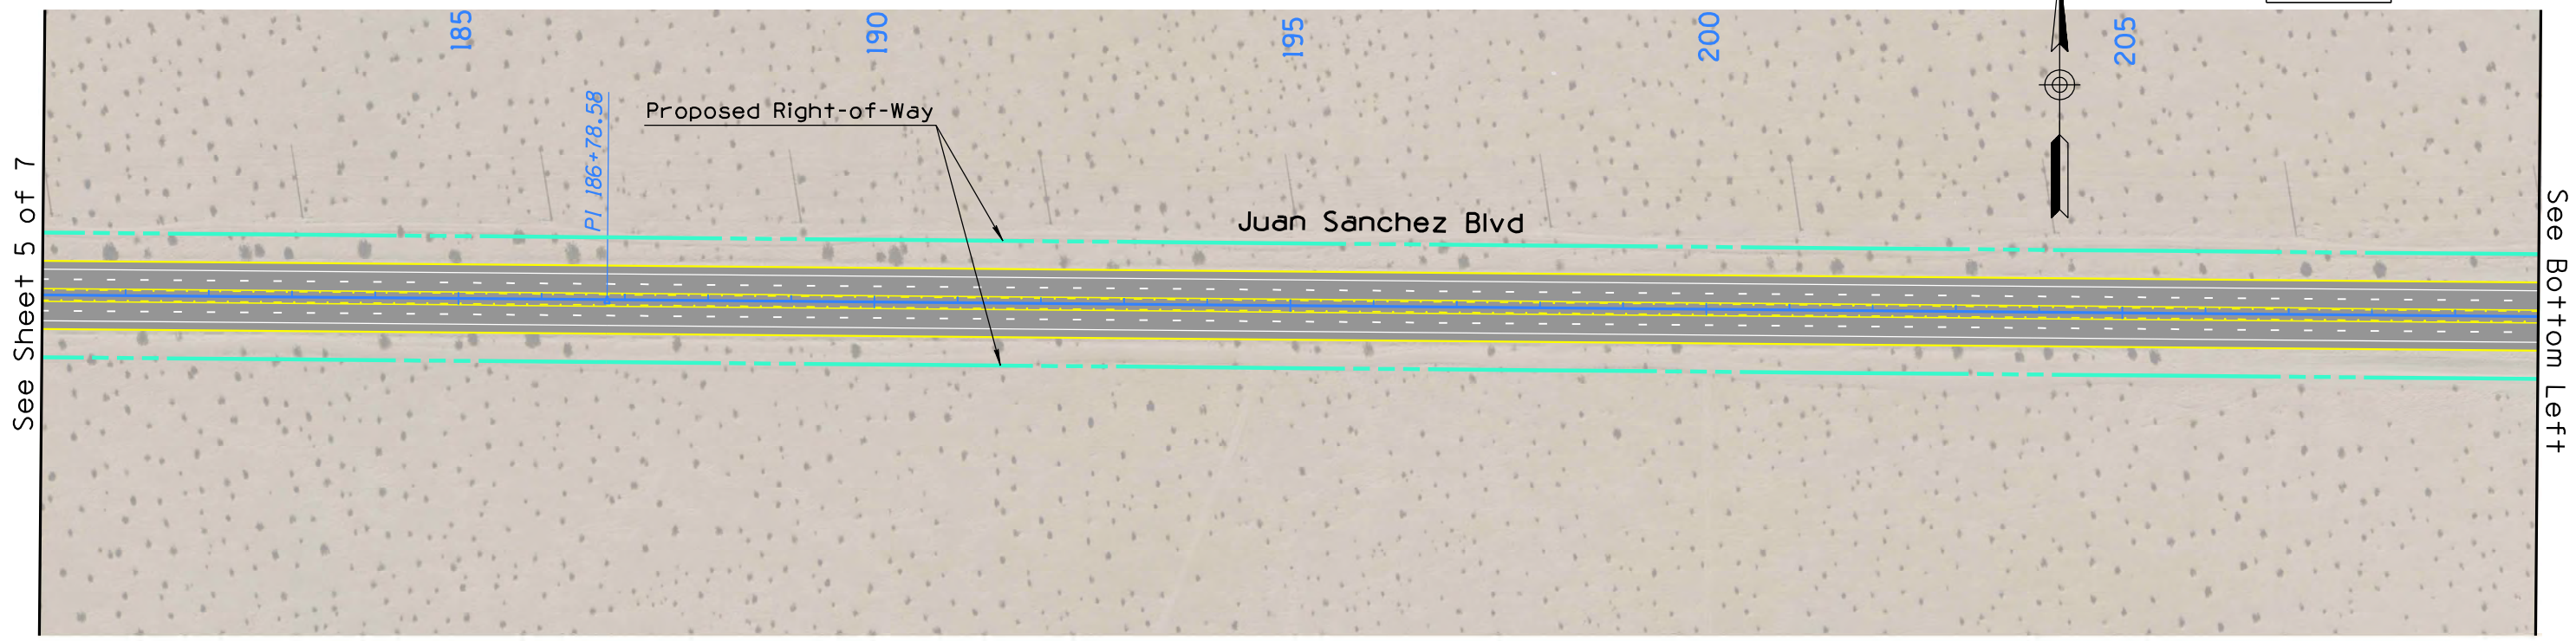 185
190
195
200
205
PI 186+78.58
Proposed Right-of-Way
Juan Sanchez Blvd
See Sheet 5 of 7
See Bottom Left